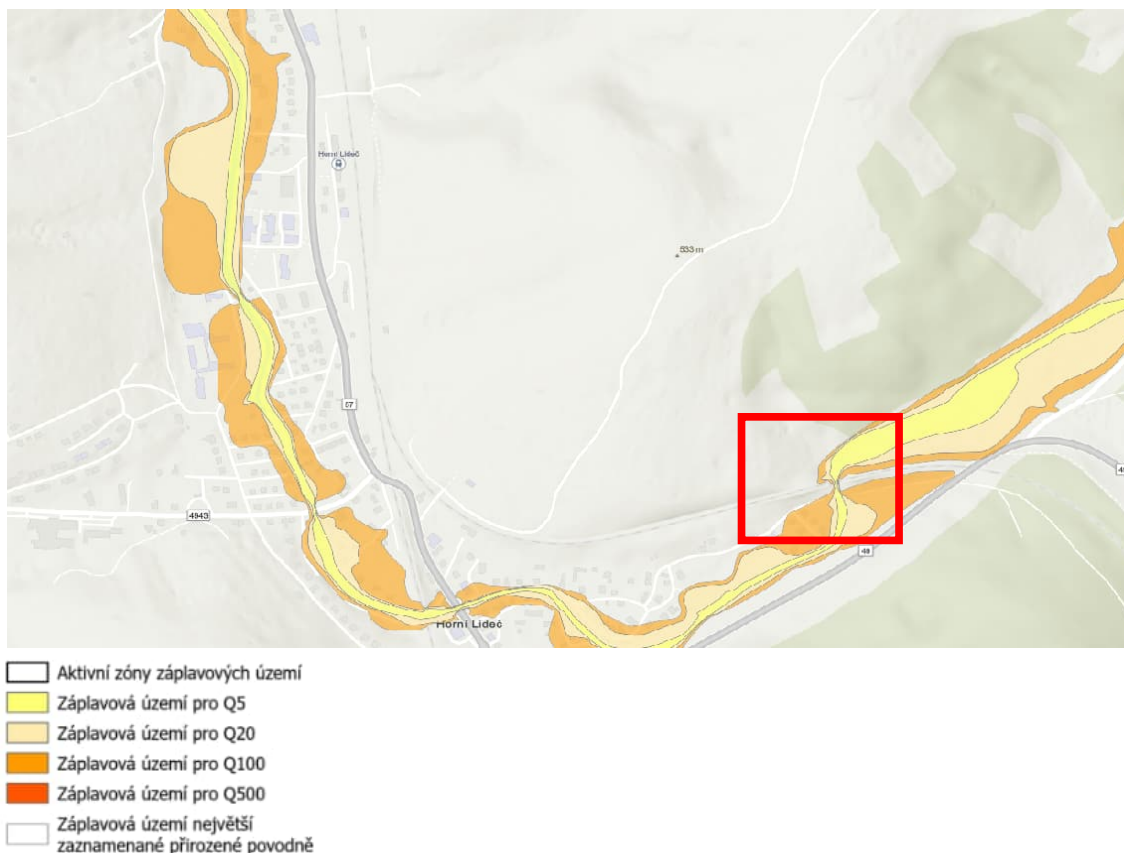 Horní Lideč
533 m
57
4943
49
Horní Lideč
Aktivní zóny záplavových území
Záplavová území pro Q5
Záplavová území pro Q20
Záplavová území pro Q100
Záplavová území pro Q500
Záplavová území největší
zaznamenané přirozené povodně